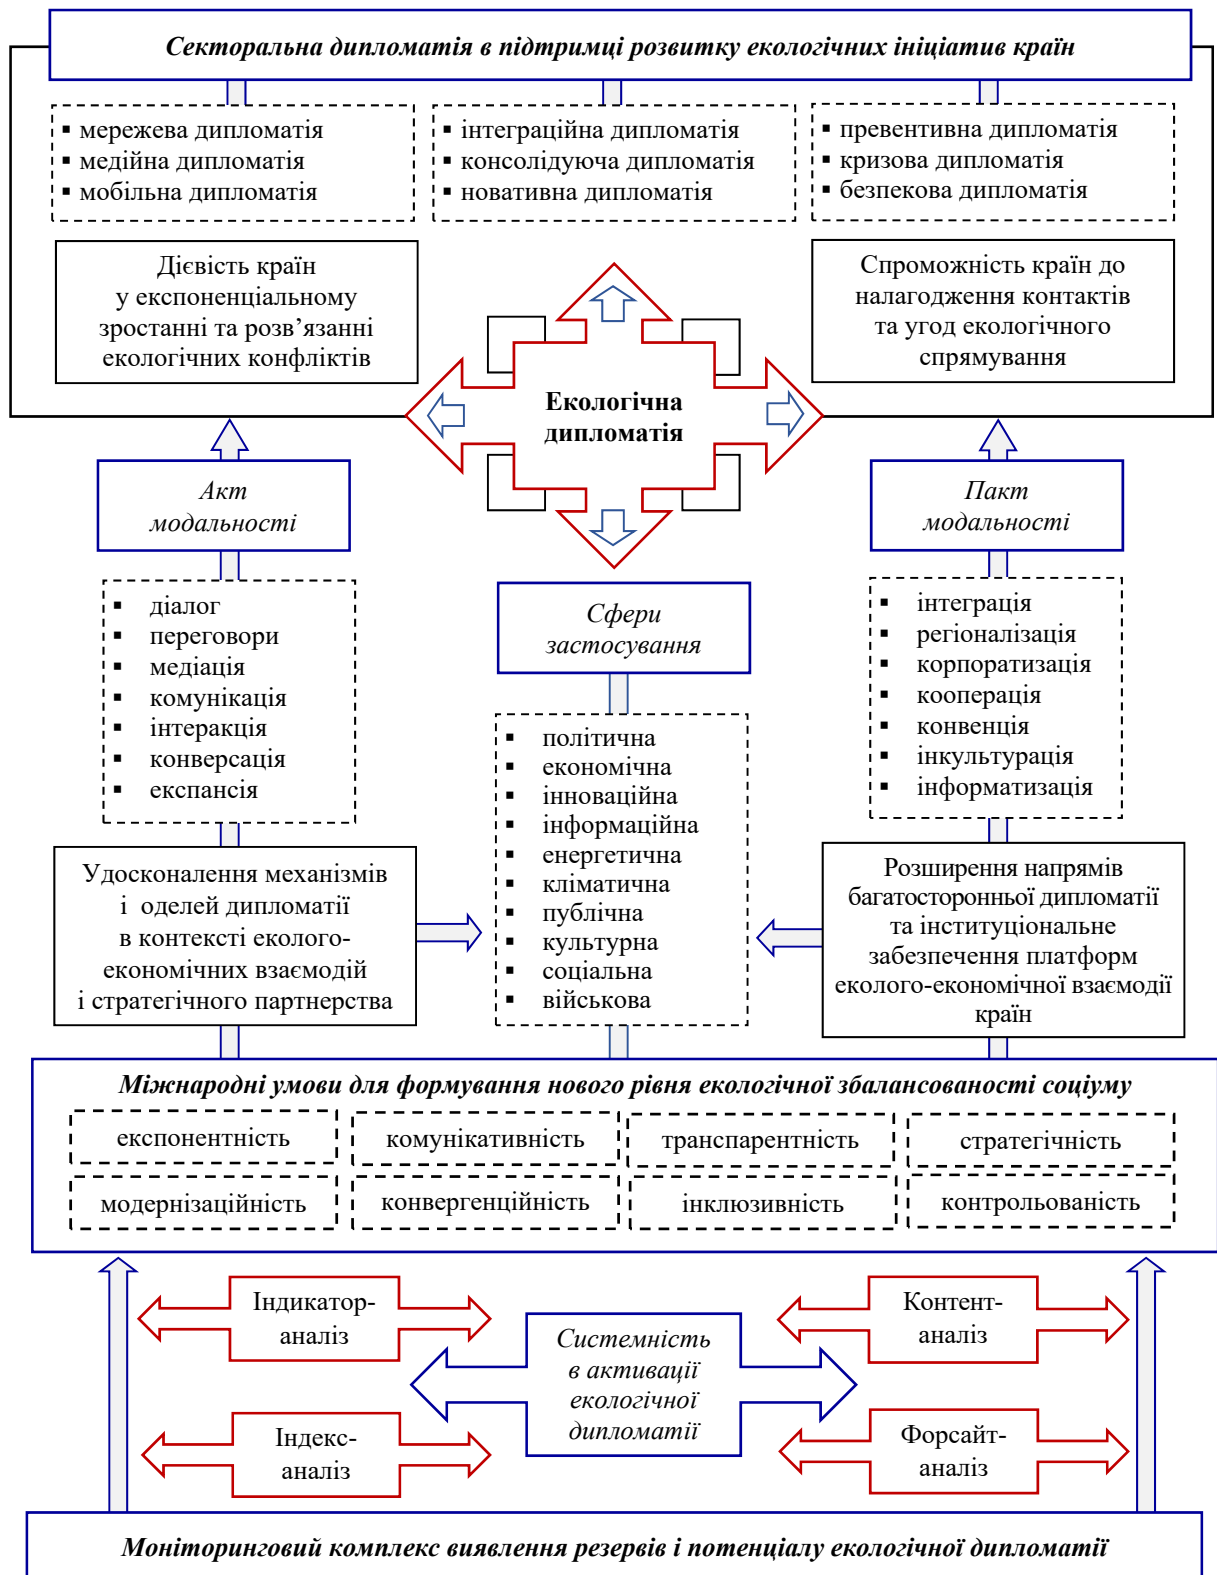 Секторальна дипломатія в підтримці розвитку екологічних ініціатив країн
▪ мережева дипломатія
▪ медійна дипломатія
▪ мобільна дипломатія
▪ інтеграційна дипломатія
▪ консолідуюча дипломатія
▪ новативна дипломатія
▪ превентивна дипломатія
▪ кризова дипломатія
▪ безпекова дипломатія
Дієвість країн
у експоненціальному
зростанні та розв’язанні
екологічних конфліктів
Спроможність країн до
налагодження контактів
та угод екологічного
спрямування
Екологічна
дипломатія
Акт
модальності
Пакт
модальності
Сфери
застосування
▪ діалог
▪ переговори
▪ медіація
▪ комунікація
▪ інтеракція
▪ конверсація
▪ експансія
▪ політична
▪ економічна
▪ інноваційна
▪ інформаційна
▪ енергетична
▪ кліматична
▪ публічна
▪ культурна
▪ соціальна
▪ військова
▪ інтеграція
▪ регіоналізація
▪ корпоратизація
▪ кооперація
▪ конвенція
▪ інкультурація
▪ інформатизація
Удосконалення механізмів
і оделей дипломатії
в контексті еколого-
економічних взаємодій
і стратегічного партнерства
Розширення напрямів
багатосторонньої дипломатії
та інституціональне
забезпечення платформ
еколого-економічної взаємодії
країн
Міжнародні умови для формування нового рівня екологічної збалансованості соціуму
експонентність
комунікативність
транспарентність
стратегічність
модернізаційність
конвергенційність
інклюзивність
контрольованість
Індикатор-
аналіз
Контент-
аналіз
Системність
в активації
екологічної
дипломатії
Індекс-
аналіз
Форсайт-
аналіз
Моніторинговий комплекс виявлення резервів і потенціалу екологічної дипломатії